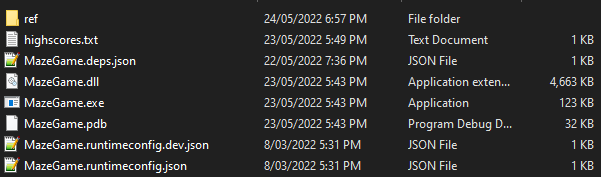 ref 24/05/2022 6:57 PM File folder
highscores.txt 23/05/2022 5:49 PM Text Document 1 KB
MazeGame.deps.json 22/05/2022 7:36 PM JSON File 1 KB
MazeGame.dll 23/05/2022 5:43 PM Application exten... 4,663 KB
MazeGame.exe 23/05/2022 5:43 PM Application 123 KB
MazeGame.pdb 23/05/2022 5:43 PM Program Debug D... 32 KB
MazeGame.runtimeconfig.dev.json 8/03/2022 5:31 PM JSON File 1 KB
MazeGame.runtimeconfig.json 8/03/2022 5:31 PM JSON File 1 KB